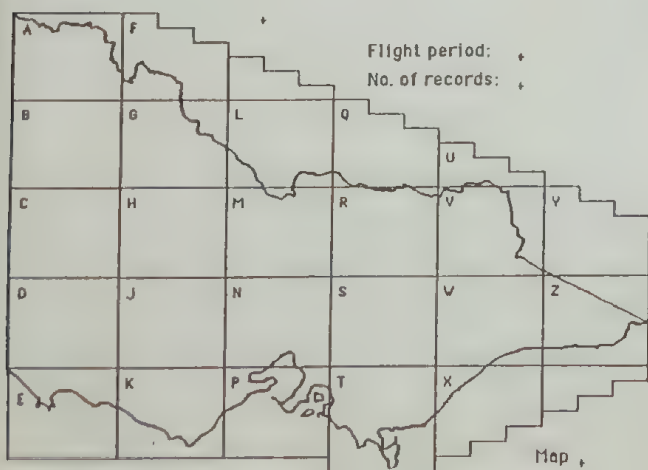 A F
Flight period: +
No. of records: +
B G L Q
U
C H M R V Y
D J N S W Z
E K P T X
Map +